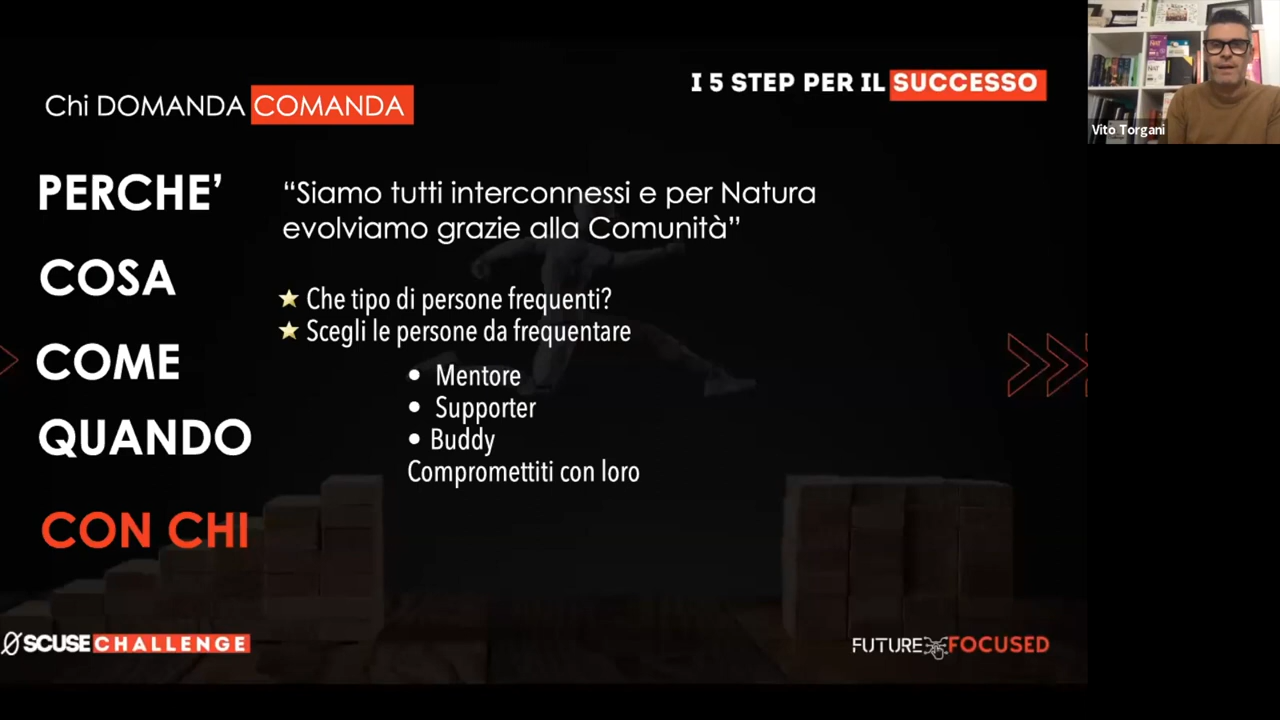 Chi DOMANDA COMANDA
I 5 STEP PER IL SUCCESSO
Vito Torgani
PERCHE’
COSA
COME
QUANDO
CON CHI
“Siamo tutti interconnessi e per Natura
evolviamo grazie alla Comunità”
Che tipo di persone frequenti?
Scegli le persone da frequentare
• Mentore
• Supporter
• Buddy
Comprometti­ti con loro
ØSCUSE CHALLENGE
FUTURE FOCUSED